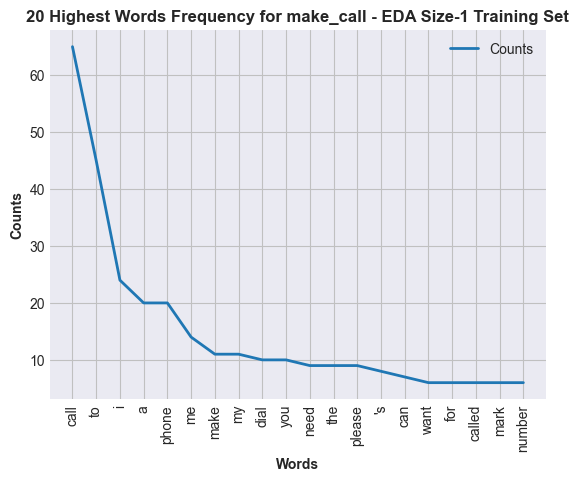 20 Highest Words Frequency for make_call - EDA Size-1 Training Set
Counts
60
50
40
30
20
10
Counts
call
to
i
a
phone
me
make
my
dial
you
need
the
please
's
can
want
for
called
mark
number
Words